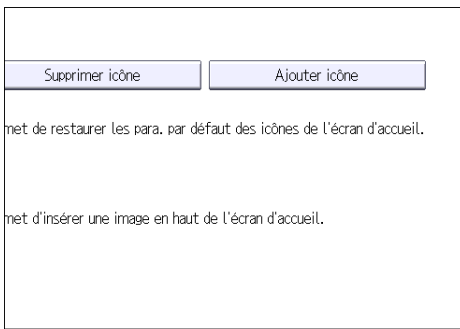 Supprimer icône Ajouter icône
met de restaurer les para. par défaut des icônes de l'écran d'accueil.
met d'insérer une image en haut de l'écran d'accueil.